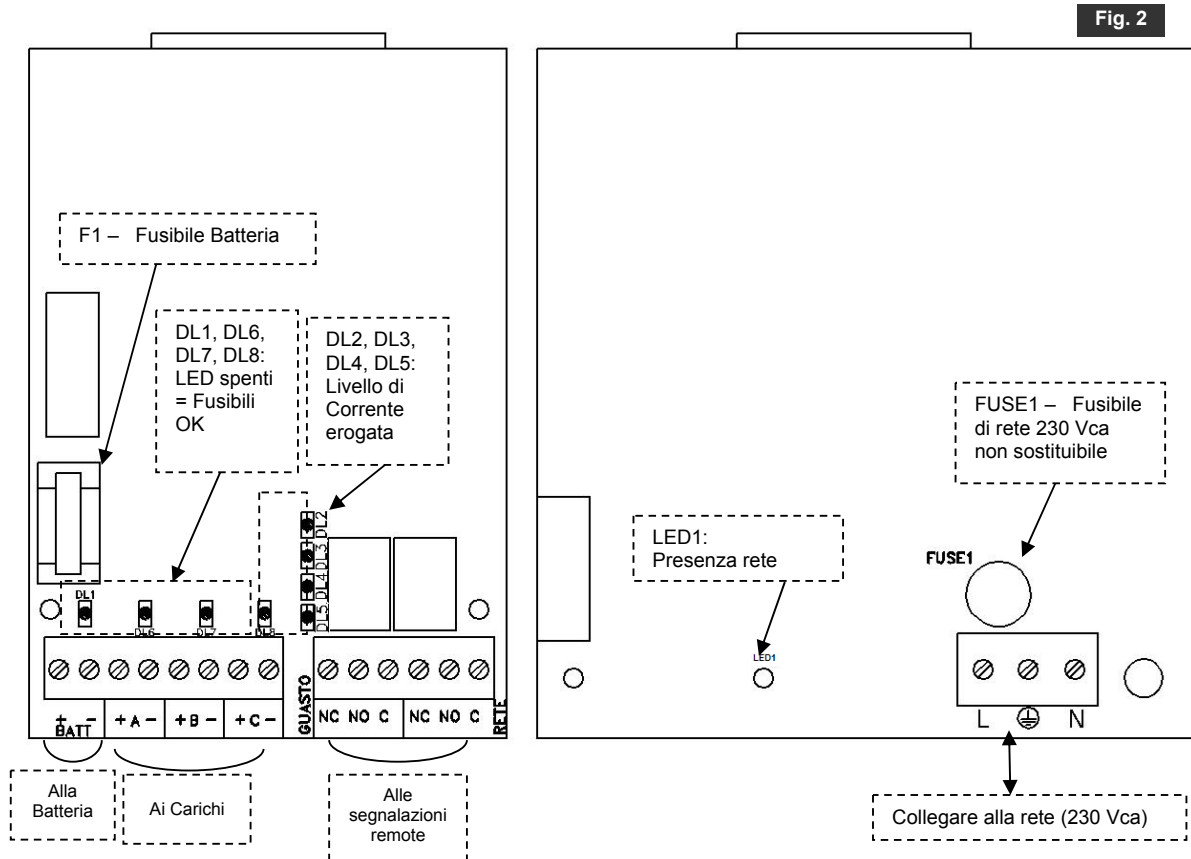 Fig. 2
F1 – Fusibile Batteria
DL1, DL6,
DL7, DL8:
LED spenti
= Fusibili
OK
DL2, DL3,
DL4, DL5:
Livello di
Corrente
erogata
DL2
DL3
DL4
DL5
DL1
DL6
DL7
DL8
+ -
BATT
+ A -
+ B -
+ C -
GUASTO
NC NO C
NC NO C
RETE
Alla
Batteria
Ai Carichi
Alle
segnalazioni
remote
FUSE1 – Fusibile
di rete 230 Vca
non sostituibile
LED1:
Presenza rete
FUSE1
LED1
L
N
Collegare alla rete (230 Vca)